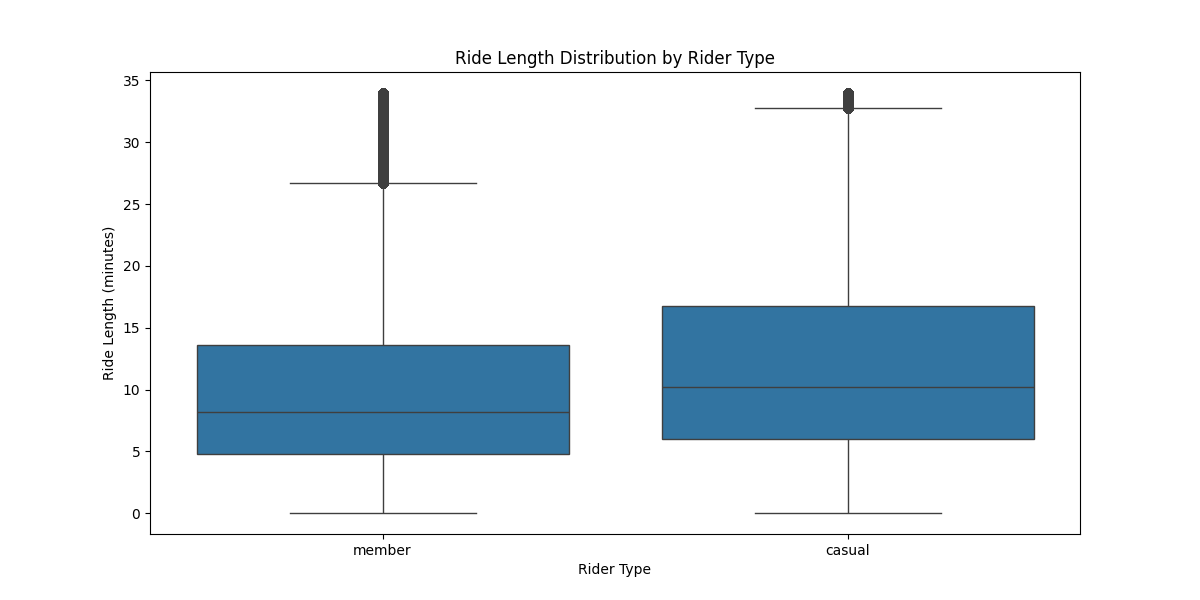 Ride Length Distribution by Rider Type
35
30
25
20
15
10
5
0
Ride Length (minutes)
member
casual
Rider Type